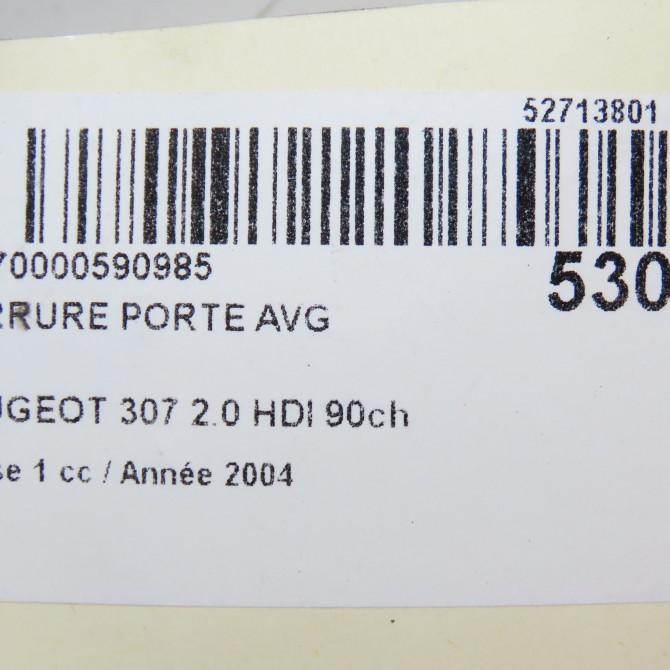 52713801
70000590985
530
RRURE PORTE AVG
UGEOT 307 2.0 HDI 90ch
se 1 cc / Année 2004